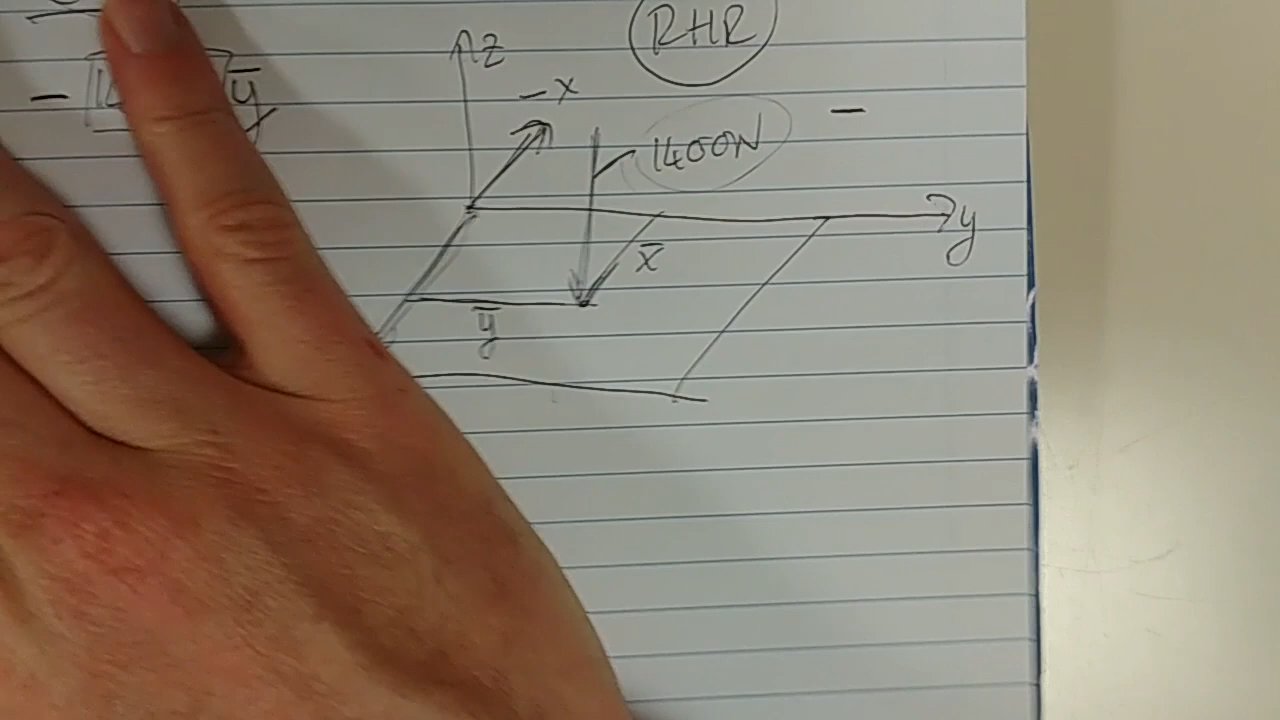 RHR
z
-x
- ȳ
1400N
-
y
x̄
ȳ